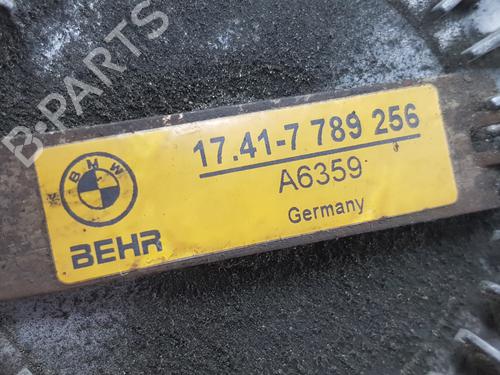 17.41-7 789 256
A6359
Germany
BMW
BEHR
B-Parts